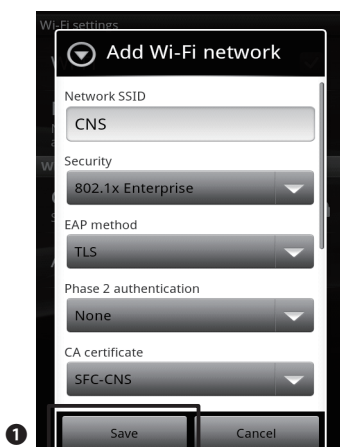 Wi-Fi settings
Add Wi-Fi network
Network SSID
CNS
Security
802.1x Enterprise
EAP method
TLS
Phase 2 authentication
None
CA certificate
SFC-CNS
❶
Save Cancel